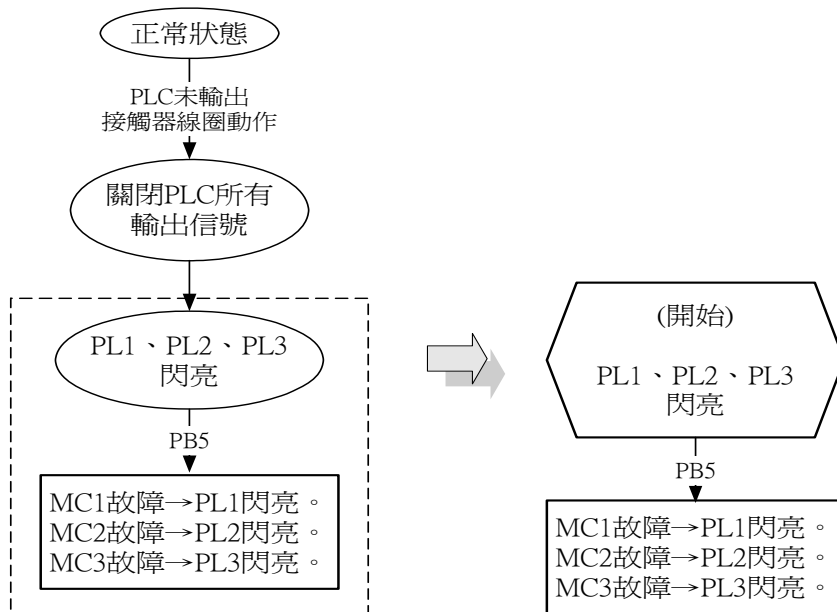 正常狀態
PLC未輸出
接觸器線圈動作
關閉PLC所有
輸出信號
PL1、PL2、PL3
閃亮
PB5
MC1故障→PL1閃亮。
MC2故障→PL2閃亮。
MC3故障→PL3閃亮。
(開始)
PL1、PL2、PL3
閃亮
PB5
MC1故障→PL1閃亮。
MC2故障→PL2閃亮。
MC3故障→PL3閃亮。